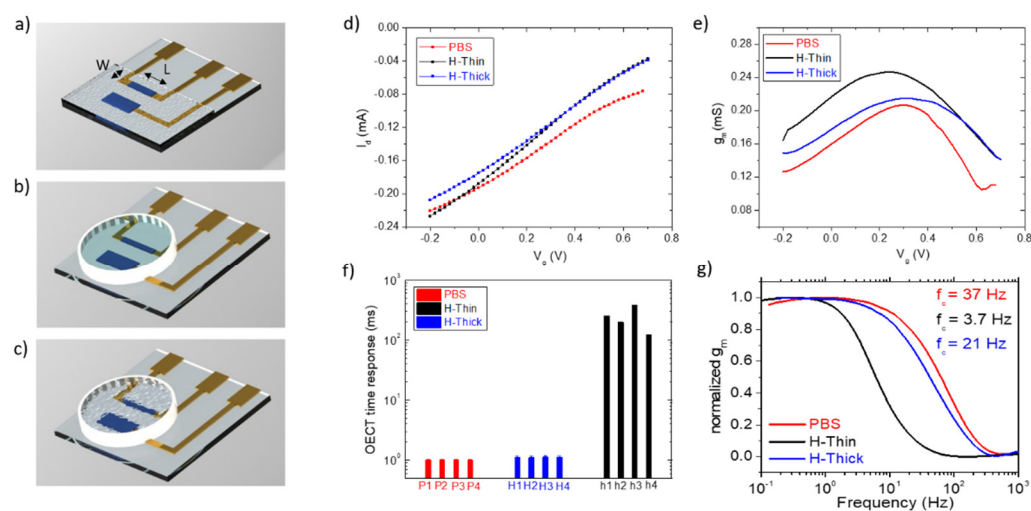 a)
W
L
b)
c)
d)
PBS
H-Thin
H-Thick
0.00
-0.04
-0.08
-0.12
-0.16
-0.20
-0.24
I_d (mA)
-0.2 0.0 0.2 0.4 0.6 0.8
V_g (V)
e)
PBS
H-Thin
H-Thick
0.28
0.24
0.20
0.16
0.12
0.08
g_m (mS)
-0.2 0.0 0.2 0.4 0.6 0.8
V_g (V)
f)
PBS
H-Thin
H-Thick
10^3
10^2
10^1
10^0
OECT time response (ms)
P1 P2 P3 P4 H1 H2 H3 H4 h1 h2 h3 h4
g)
f_c = 37 Hz
f_c = 3.7 Hz
f_c = 21 Hz
1.0
0.8
0.6
0.4
0.2
0.0
normalized g_m
PBS
H-Thin
H-Thick
10^-1 10^0 10^1 10^2 10^3
Frequency (Hz)